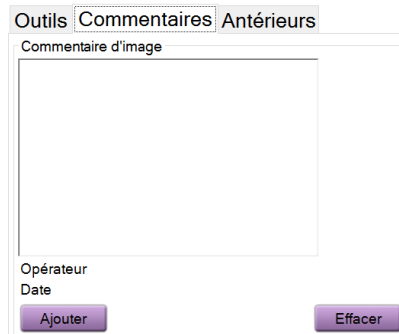 Outils Commentaires Antérieurs
Commentaire d'image
Opérateur
Date
Ajouter Effacer